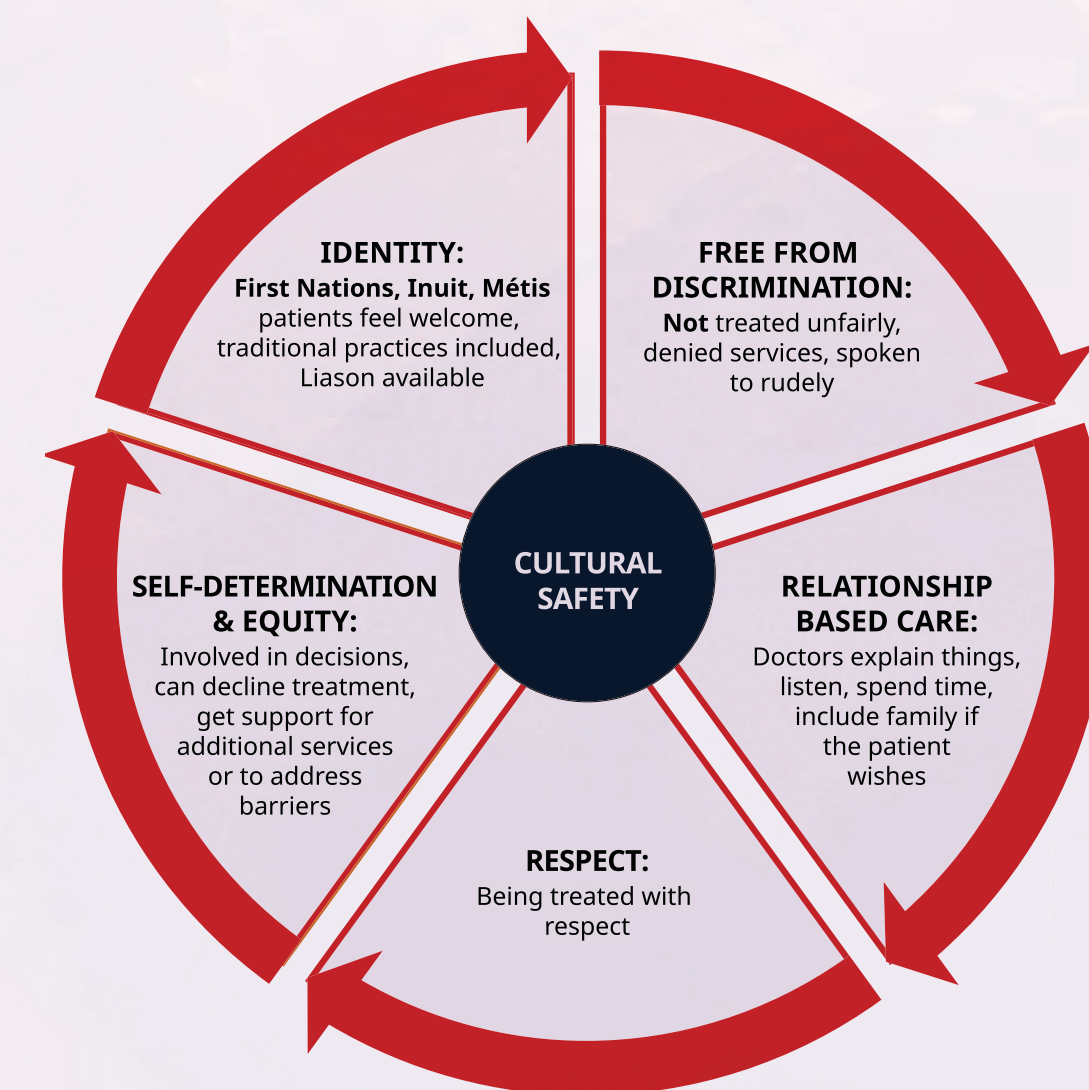 IDENTITY:
First Nations, Inuit, Métis
patients feel welcome,
traditional practices included,
Liason available
FREE FROM
DISCRIMINATION:
Not treated unfairly,
denied services, spoken
to rudely
CULTURAL
SAFETY
SELF-DETERMINATION
& EQUITY:
Involved in decisions,
can decline treatment,
get support for
additional services
or to address
barriers
RELATIONSHIP
BASED CARE:
Doctors explain things,
listen, spend time,
include family if
the patient
wishes
RESPECT:
Being treated with
respect